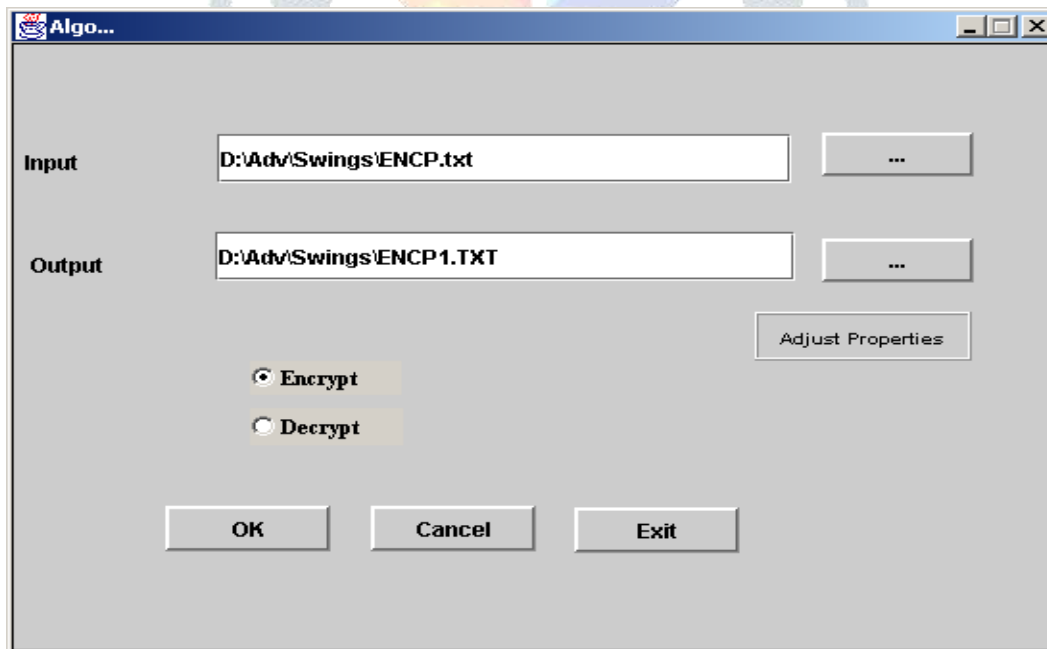 Algo...
Input D:\Adv\Swings\ENCP.txt ...
Output D:\Adv\Swings\ENCP1.TXT ...
Adjust Properties
Encrypt
Decrypt
OK Cancel Exit